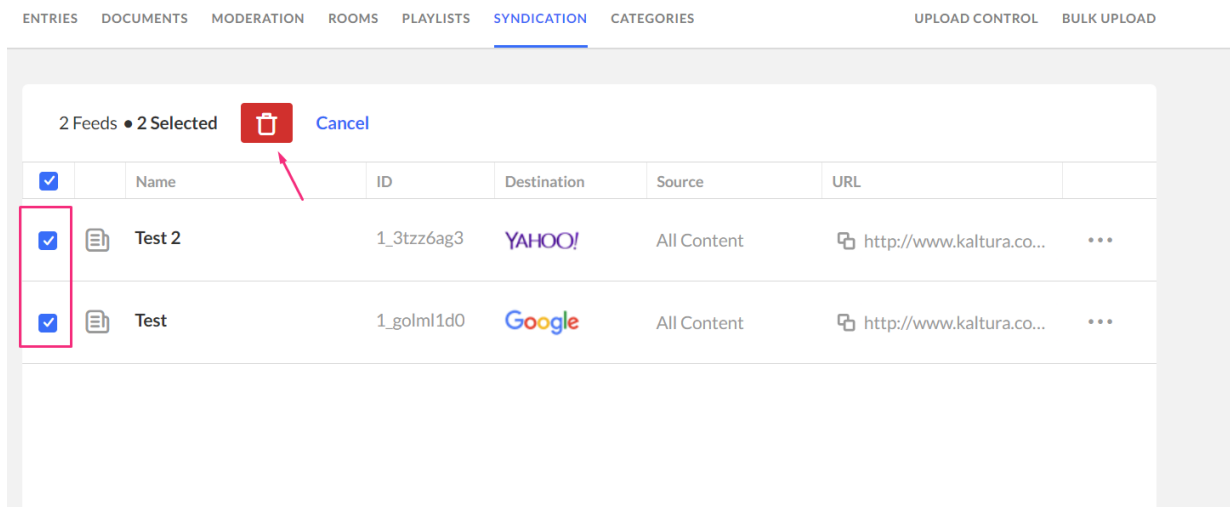 ENTRIES DOCUMENTS MODERATION ROOMS PLAYLISTS SYNDICATION CATEGORIES UPLOAD CONTROL BULK UPLOAD
2 Feeds ● 2 Selected Cancel
Name ID Destination Source URL
Test 2 1_3tzz6ag3 YAHOO! All Content http://www.kaltura.co...
Test 1_golml1d0 Google All Content http://www.kaltura.co...